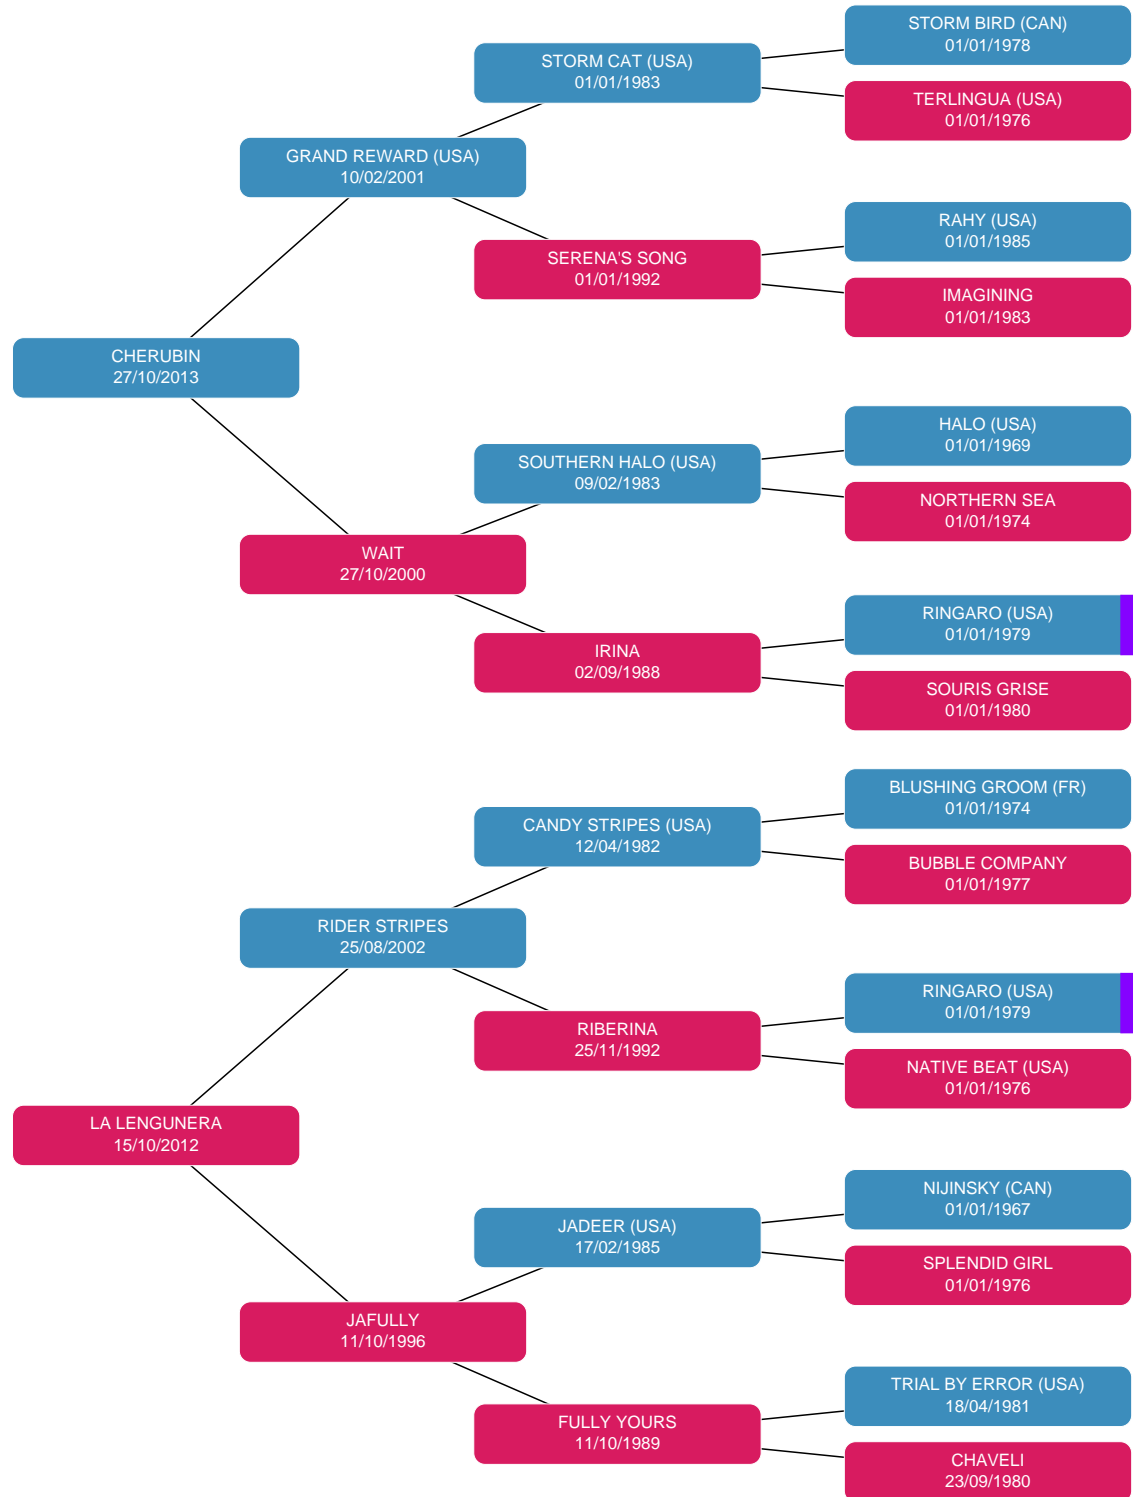 STORM BIRD (CAN)
01/01/1978
STORM CAT (USA)
01/01/1983
TERLINGUA (USA)
01/01/1976
GRAND REWARD (USA)
10/02/2001
RAHY (USA)
01/01/1985
SERENA'S SONG
01/01/1992
IMAGINING
01/01/1983
CHERUBIN
27/10/2013
HALO (USA)
01/01/1969
SOUTHERN HALO (USA)
09/02/1983
NORTHERN SEA
01/01/1974
WAIT
27/10/2000
RINGARO (USA)
01/01/1979
IRINA
02/09/1988
SOURIS GRISE
01/01/1980
BLUSHING GROOM (FR)
01/01/1974
CANDY STRIPES (USA)
12/04/1982
BUBBLE COMPANY
01/01/1977
RIDER STRIPES
25/08/2002
RINGARO (USA)
01/01/1979
RIBERINA
25/11/1992
NATIVE BEAT (USA)
01/01/1976
LA LENGUNERA
15/10/2012
NIJINSKY (CAN)
01/01/1967
JADEER (USA)
17/02/1985
SPLENDID GIRL
01/01/1976
JAFULLY
11/10/1996
TRIAL BY ERROR (USA)
18/04/1981
FULLY YOURS
11/10/1989
CHAVELI
23/09/1980